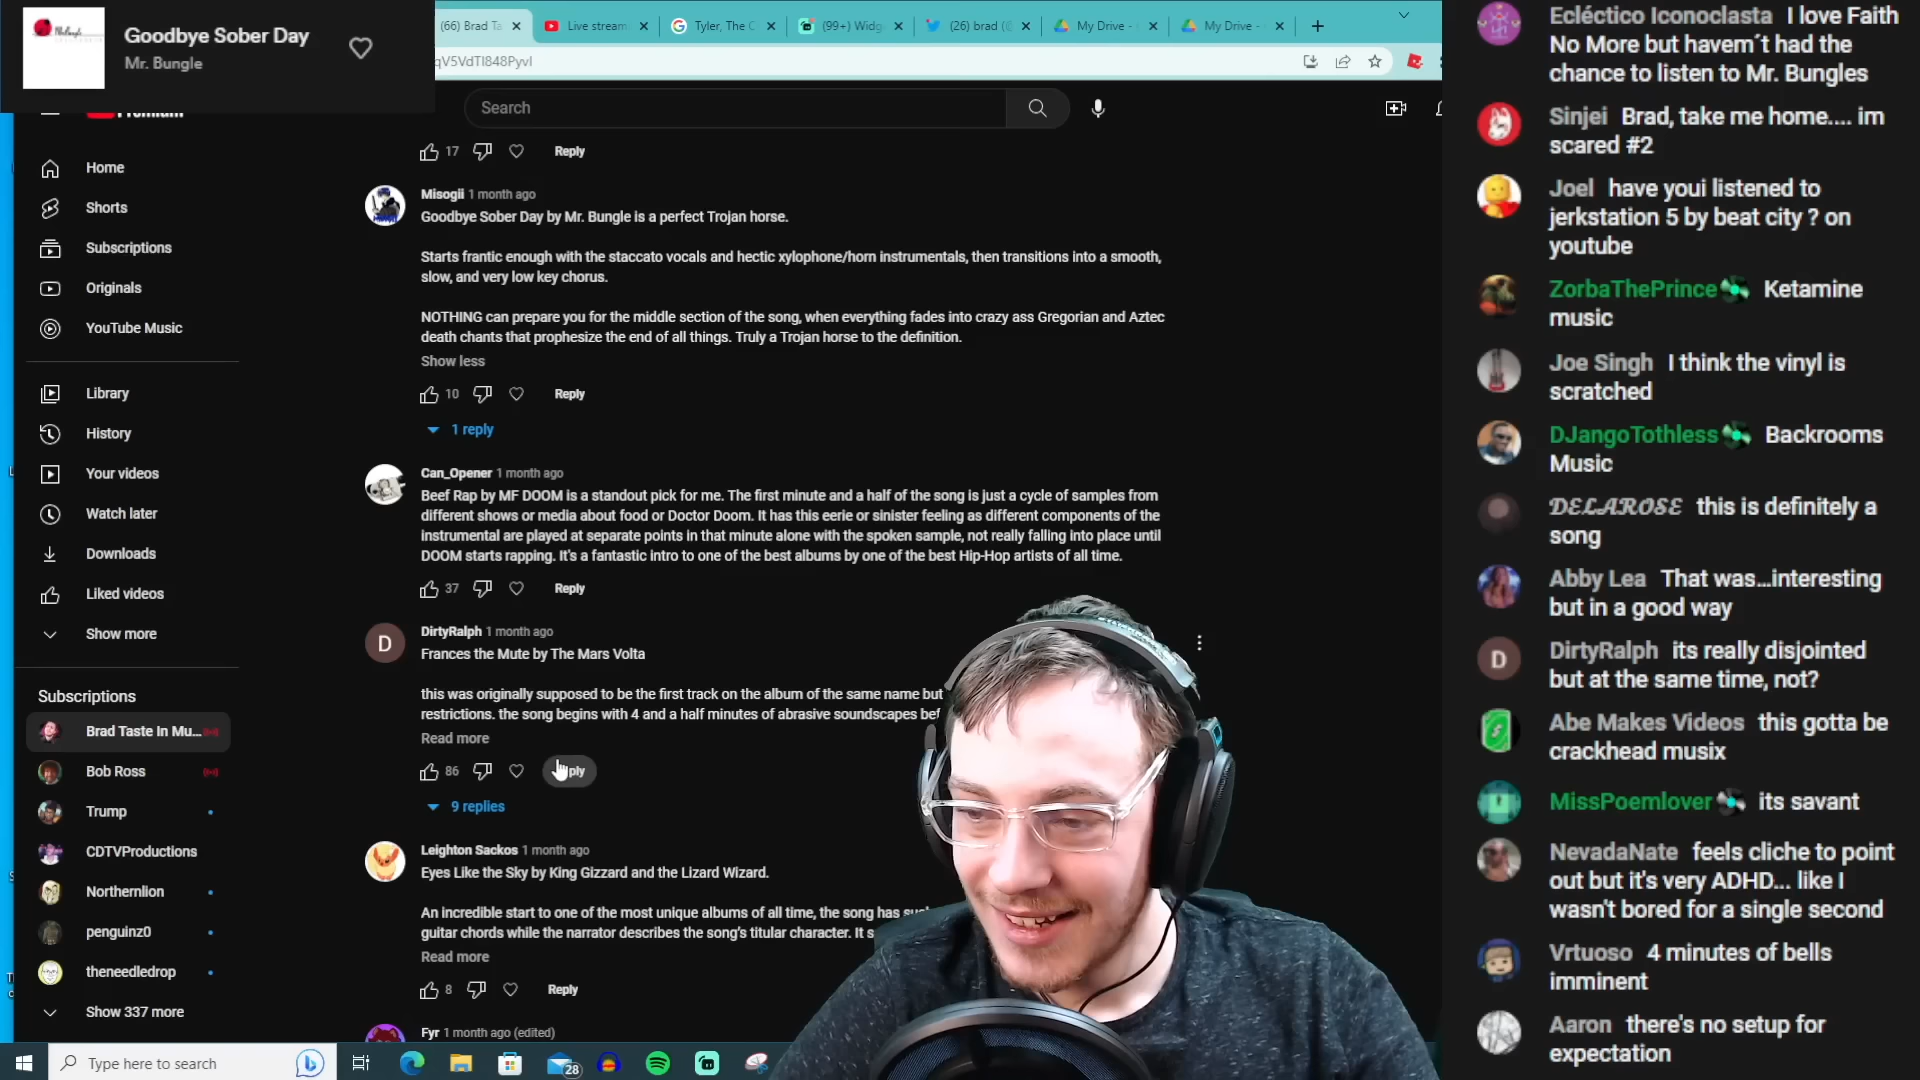 Goodbye Sober Day
Mr. Bungle
(66) Brad Ta
Live stream
Tyler, The C
(99+) Widg
(26) brad (
My Drive -
My Drive -
qV5VdTI848PyvI
Premium
Search
Home
Shorts
Subscriptions
Originals
YouTube Music
Library
History
Your videos
Watch later
Downloads
Liked videos
Show more
Subscriptions
Brad Taste In Mu...
Bob Ross
Trump
CDTVProductions
Northernlion
penguinz0
theneedledrop
Show 337 more
17 Reply
Misogii 1 month ago
Goodbye Sober Day by Mr. Bungle is a perfect Trojan horse.
Starts frantic enough with the staccato vocals and hectic xylophone/horn instrumentals, then transitions into a smooth,
slow, and very low key chorus.
NOTHING can prepare you for the middle section of the song, when everything fades into crazy ass Gregorian and Aztec
death chants that prophesize the end of all things. Truly a Trojan horse to the definition.
Show less
10 Reply
1 reply
Can_Opener 1 month ago
Beef Rap by MF DOOM is a standout pick for me. The first minute and a half of the song is just a cycle of samples from
different shows or media about food or Doctor Doom. It has this eerie or sinister feeling as different components of the
instrumental are played at separate points in that minute alone with the spoken sample, not really falling into place until
DOOM starts rapping. It's a fantastic intro to one of the best albums by one of the best Hip-Hop artists of all time.
37 Reply
D
DirtyRalph 1 month ago
Frances the Mute by The Mars Volta
this was originally supposed to be the first track on the album of the same name but
restrictions. the song begins with 4 and a half minutes of abrasive soundscapes bef
Read more
86
9 replies
Leighton Sackos 1 month ago
Eyes Like the Sky by King Gizzard and the Lizard Wizard.
An incredible start to one of the most unique albums of all time, the song has
guitar chords while the narrator describes the song's titular character. It s
Read more
8 Reply
Fyr 1 month ago (edited)
Type here to search
28
Ecléctico Iconoclasta I love Faith
No More but havem´t had the
chance to listen to Mr. Bungles
Sinjei Brad, take me home.... im
scared #2
Joel have youi listened to
jerkstation 5 by beat city ? on
youtube
ZorbaThePrince Ketamine
music
Joe Singh I think the vinyl is
scratched
DJangoTothless Backrooms
Music
𝓓𝓔𝓛𝓐𝓡𝓞𝓢𝓔 this is definitely a
song
Abby Lea That was...interesting
but in a good way
D
DirtyRalph its really disjointed
but at the same time, not?
Abe Makes Videos this gotta be
crackhead musix
MissPoemlover its savant
NevadaNate feels cliche to point
out but it's very ADHD... like I
wasn't bored for a single second
Vrtuoso 4 minutes of bells
imminent
Aaron there's no setup for
expectation